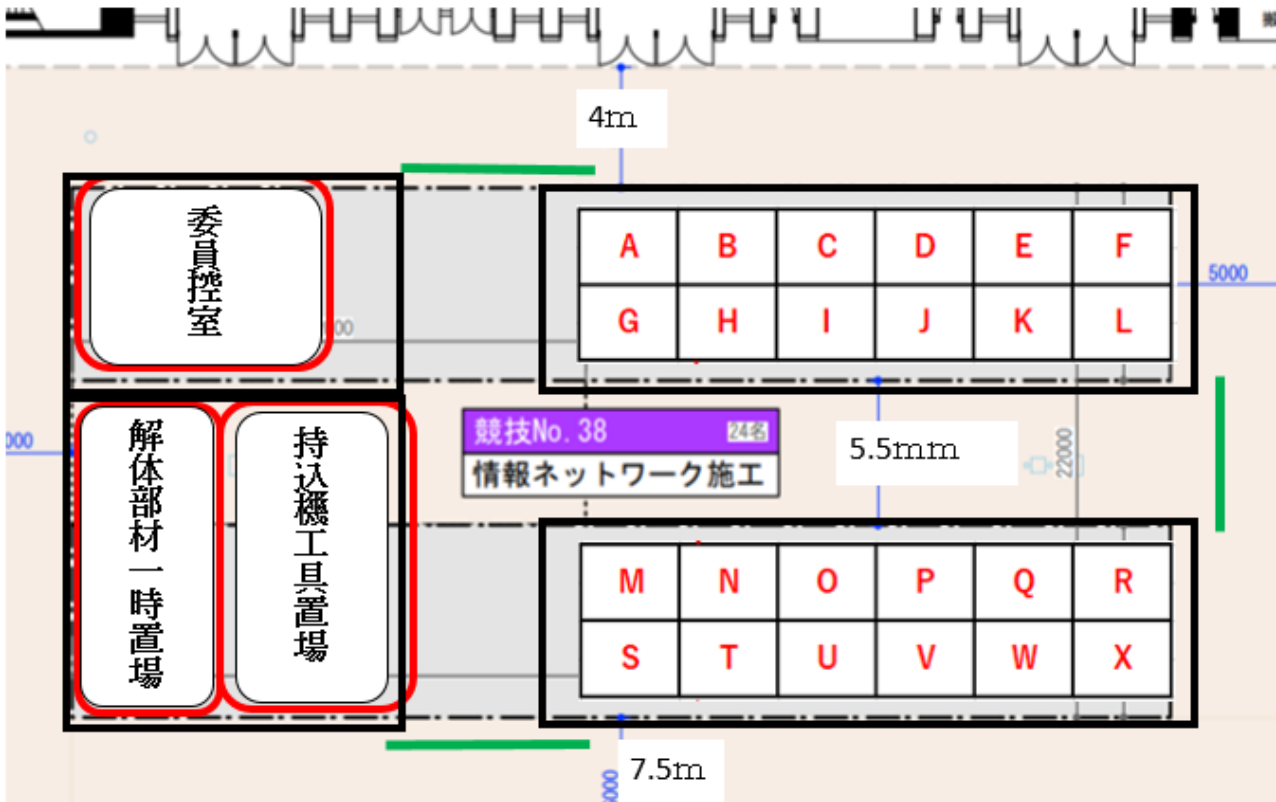 4m
委員控室
A B C D E F
G H I J K L
5000
競技No.38 24名
情報ネットワーク施工
5.5mm
22000
解体部材一時置場
持込機工具置場
M N O P Q R
S T U V W X
7.5m